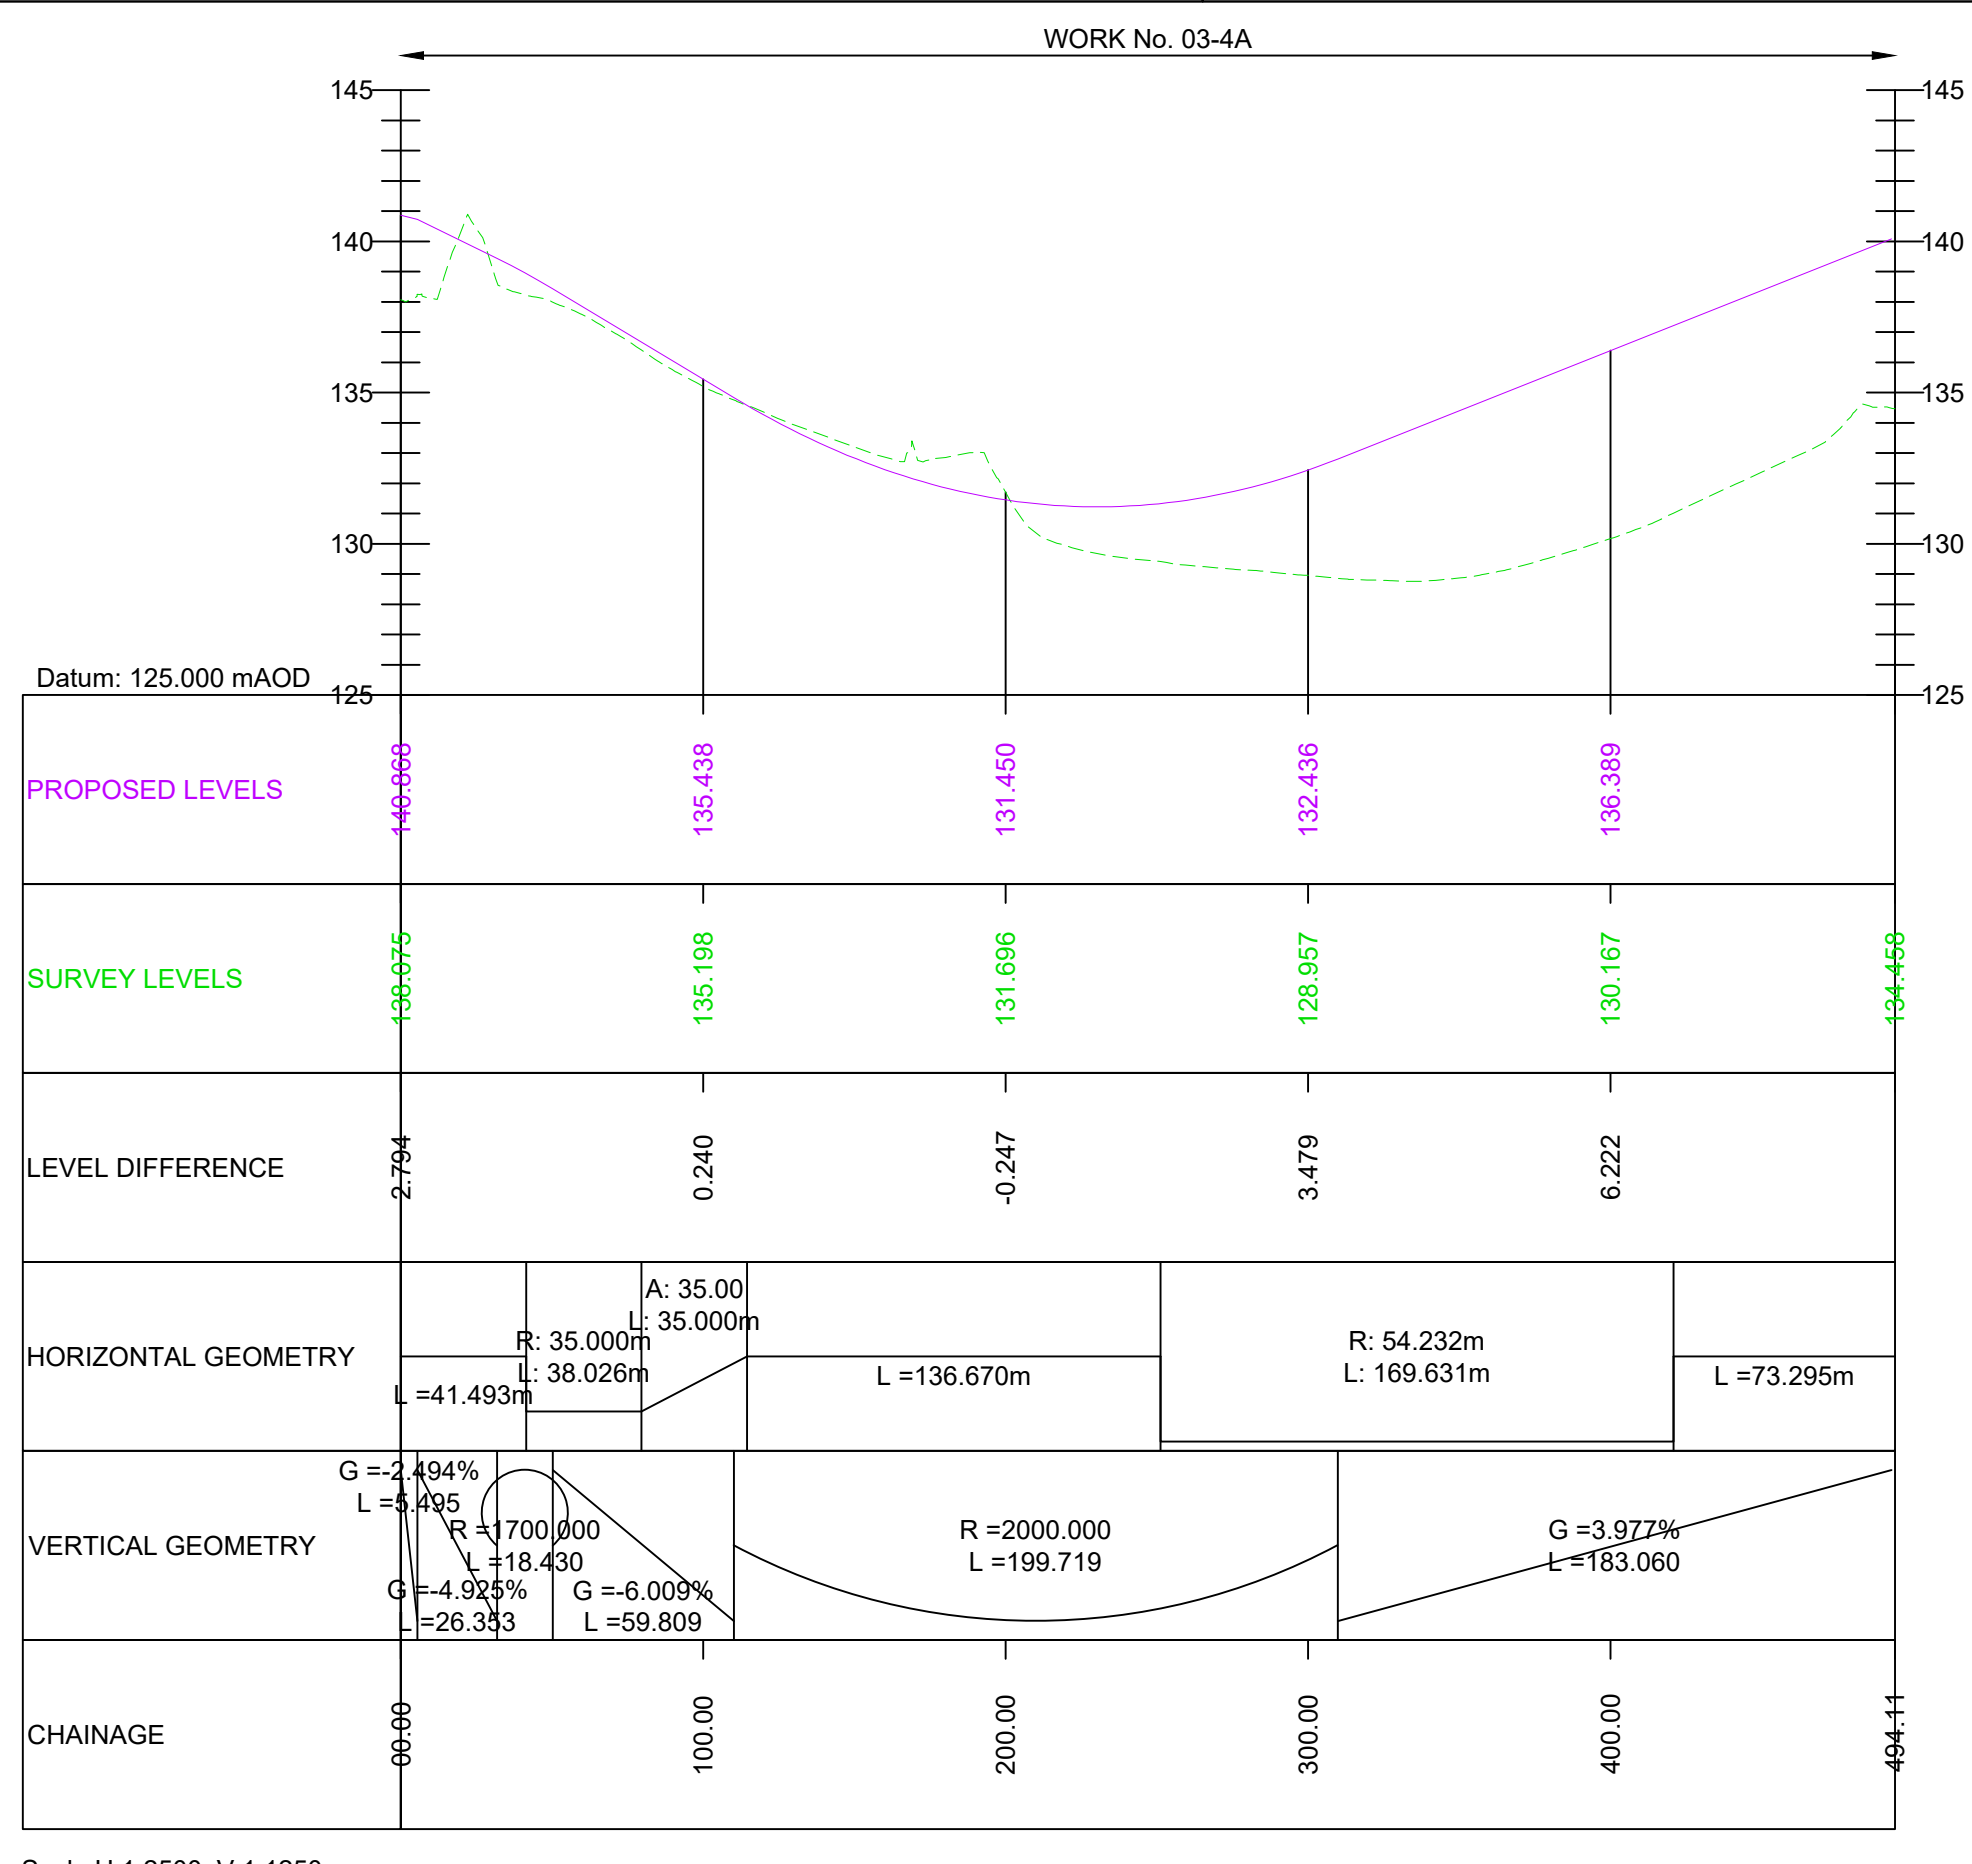 WORK No. 03-4A
145
145
140
140
135
135
130
130
Datum: 125.000 mAOD
125
125
PROPOSED LEVELS
140.868
135.438
131.450
132.436
136.389
SURVEY LEVELS
138.075
135.198
131.696
128.957
130.167
134.458
LEVEL DIFFERENCE
2.794
0.240
-0.247
3.479
6.222
HORIZONTAL GEOMETRY
L =41.493m
R: 35.000m
L: 38.026m
A: 35.00
L: 35.000m
L =136.670m
R: 54.232m
L: 169.631m
L =73.295m
VERTICAL GEOMETRY
G =-2.494%
L =5.495
G =-4.925%
L =26.353
R =1700.000
L =18.430
G =-6.009%
L =59.809
R =2000.000
L =199.719
G =3.977%
L =183.060
CHAINAGE
00.00
100.00
200.00
300.00
400.00
494.11